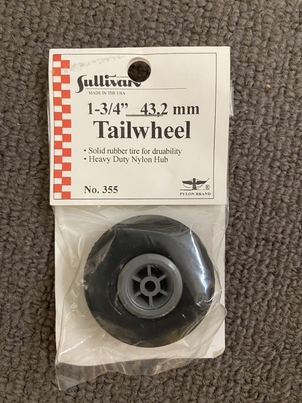 Sullivan
MADE IN THE USA
1-3/4” 43,2 mm
Tailwheel
• Solid rubber tire for druability
• Heavy Duty Nylon Hub
No. 355
®
PYLON BRAND